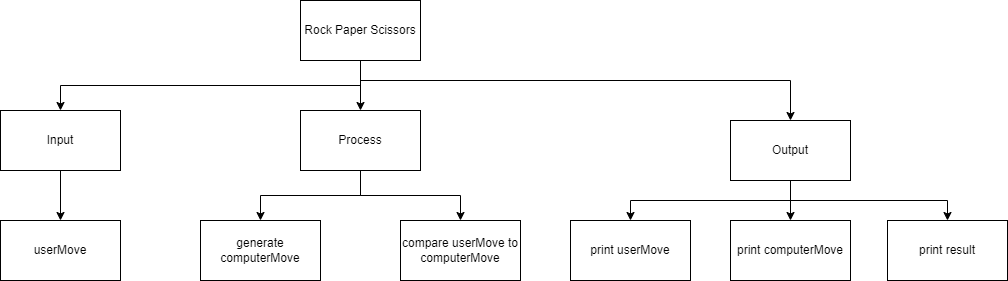 Rock Paper Scissors
Input
Process
Output
userMove
generate
computerMove
compare userMove to
computerMove
print userMove
print computerMove
print result